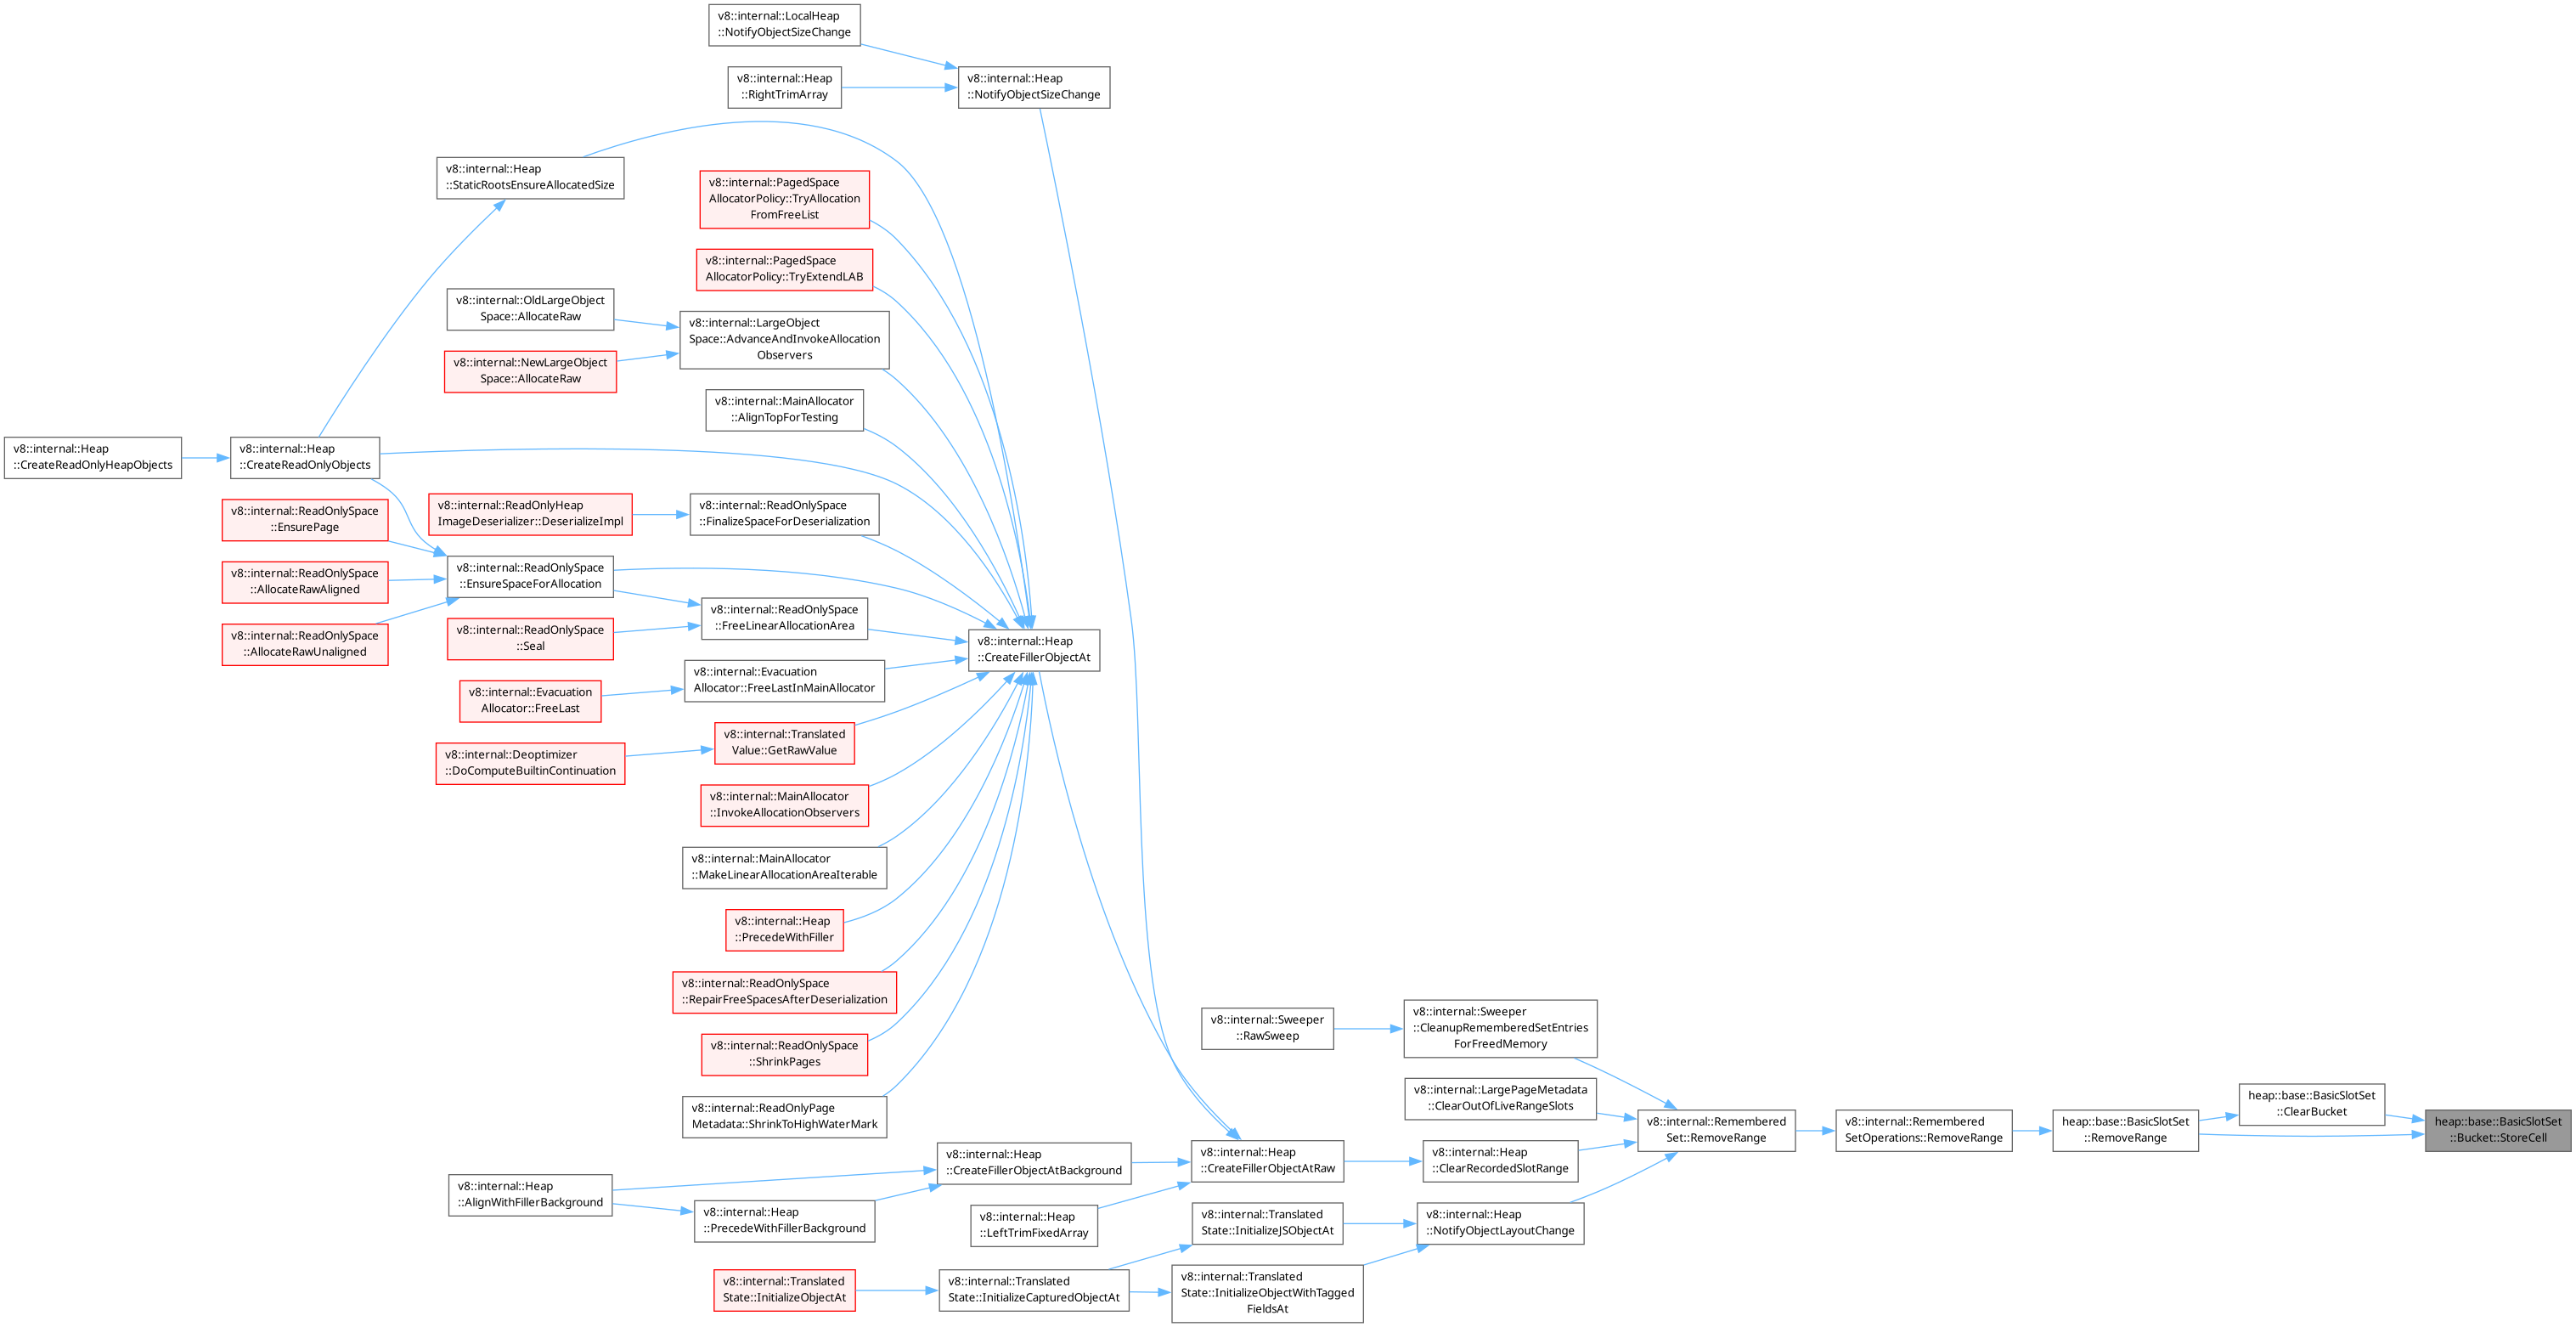 v8::internal::LocalHeap
::NotifyObjectSizeChange
v8::internal::Heap
::RightTrimArray
v8::internal::Heap
::NotifyObjectSizeChange
v8::internal::Heap
::StaticRootsEnsureAllocatedSize
v8::internal::PagedSpace
AllocatorPolicy::TryAllocation
FromFreeList
v8::internal::PagedSpace
AllocatorPolicy::TryExtendLAB
v8::internal::OldLargeObject
Space::AllocateRaw
v8::internal::NewLargeObject
Space::AllocateRaw
v8::internal::LargeObject
Space::AdvanceAndInvokeAllocation
Observers
v8::internal::MainAllocator
::AlignTopForTesting
v8::internal::Heap
::CreateReadOnlyHeapObjects
v8::internal::Heap
::CreateReadOnlyObjects
v8::internal::ReadOnlySpace
::EnsurePage
v8::internal::ReadOnlyHeap
ImageDeserializer::DeserializeImpl
v8::internal::ReadOnlySpace
::FinalizeSpaceForDeserialization
v8::internal::ReadOnlySpace
::AllocateRawAligned
v8::internal::ReadOnlySpace
::EnsureSpaceForAllocation
v8::internal::ReadOnlySpace
::AllocateRawUnaligned
v8::internal::ReadOnlySpace
::Seal
v8::internal::ReadOnlySpace
::FreeLinearAllocationArea
v8::internal::Heap
::CreateFillerObjectAt
v8::internal::Evacuation
Allocator::FreeLast
v8::internal::Evacuation
Allocator::FreeLastInMainAllocator
v8::internal::Deoptimizer
::DoComputeBuiltinContinuation
v8::internal::Translated
Value::GetRawValue
v8::internal::MainAllocator
::InvokeAllocationObservers
v8::internal::MainAllocator
::MakeLinearAllocationAreaIterable
v8::internal::Heap
::PrecedeWithFiller
v8::internal::ReadOnlySpace
::RepairFreeSpacesAfterDeserialization
v8::internal::ReadOnlySpace
::ShrinkPages
v8::internal::ReadOnlyPage
Metadata::ShrinkToHighWaterMark
v8::internal::Sweeper
::RawSweep
v8::internal::Sweeper
::CleanupRememberedSetEntries
ForFreedMemory
v8::internal::LargePageMetadata
::ClearOutOfLiveRangeSlots
v8::internal::Remembered
Set::RemoveRange
v8::internal::Remembered
SetOperations::RemoveRange
heap::base::BasicSlotSet
::RemoveRange
heap::base::BasicSlotSet
::ClearBucket
heap::base::BasicSlotSet
::Bucket::StoreCell
v8::internal::Heap
::AlignWithFillerBackground
v8::internal::Heap
::PrecedeWithFillerBackground
v8::internal::Heap
::CreateFillerObjectAtBackground
v8::internal::Heap
::CreateFillerObjectAtRaw
v8::internal::Heap
::ClearRecordedSlotRange
v8::internal::Heap
::LeftTrimFixedArray
v8::internal::Translated
State::InitializeJSObjectAt
v8::internal::Heap
::NotifyObjectLayoutChange
v8::internal::Translated
State::InitializeObjectAt
v8::internal::Translated
State::InitializeCapturedObjectAt
v8::internal::Translated
State::InitializeObjectWithTagged
FieldsAt